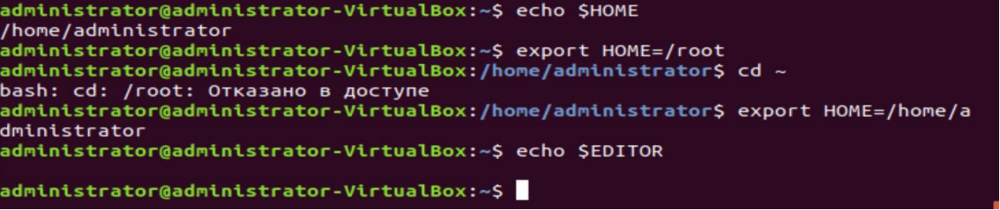 administrator@administrator-VirtualBox:~$ echo $HOME
/home/administrator
administrator@administrator-VirtualBox:~$ export HOME=/root
administrator@administrator-VirtualBox:/home/administrator$ cd ~
bash: cd: /root: Отказано в доступе
administrator@administrator-VirtualBox:/home/administrator$ export HOME=/home/a
dministrator
administrator@administrator-VirtualBox:~$ echo $EDITOR
administrator@administrator-VirtualBox:~$